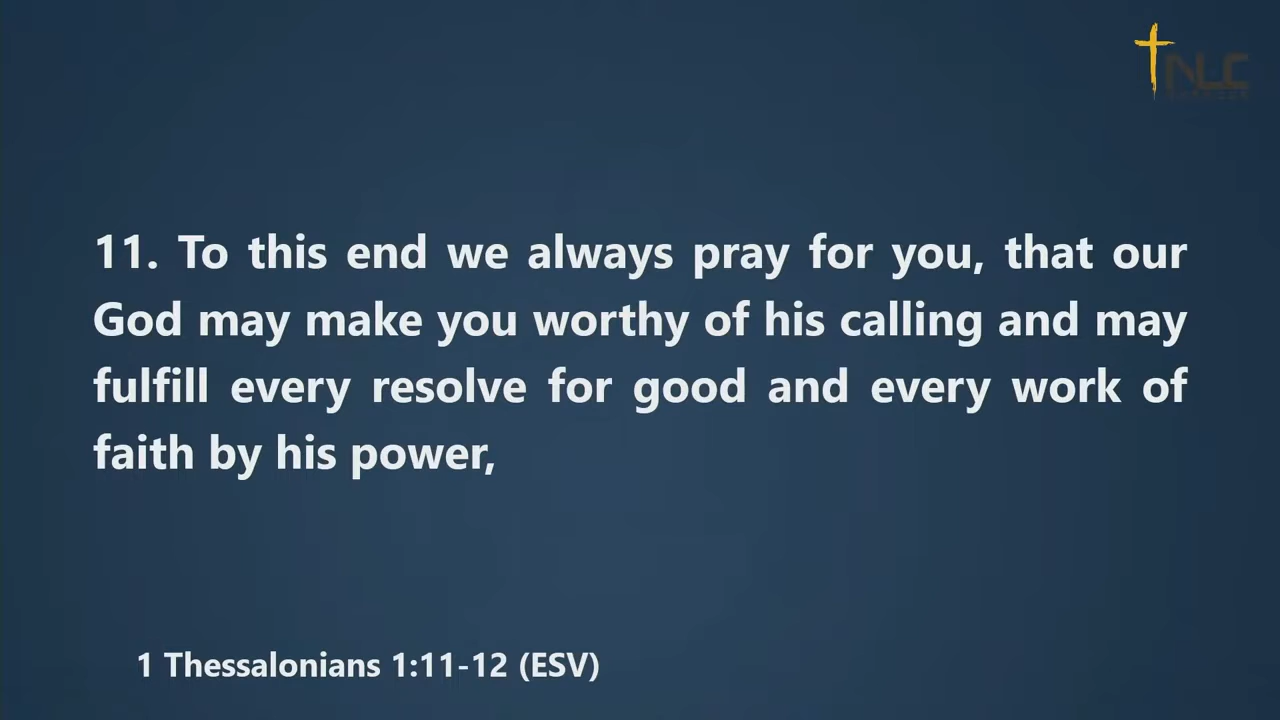 NLC
11. To this end we always pray for you, that our
God may make you worthy of his calling and may
fulfill every resolve for good and every work of
faith by his power,
1 Thessalonians 1:11-12 (ESV)